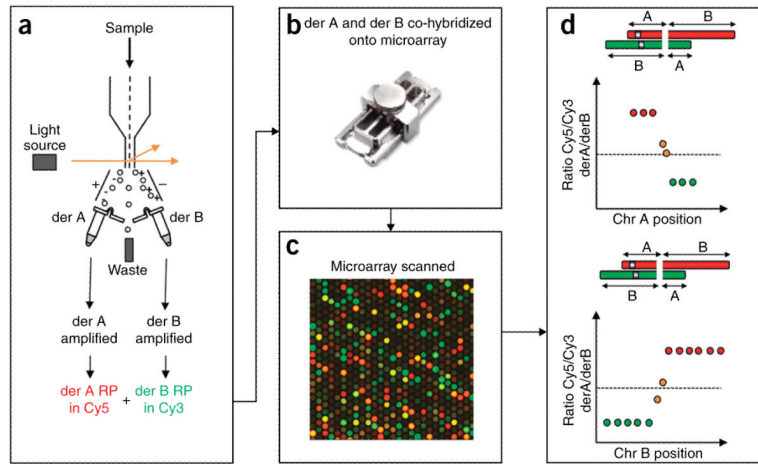 a
Sample
Light
source
+
–
-
-
-
+
+
+
der A
der B
Waste
der A
amplified
der B
amplified
der A RP
in Cy5
+
der B RP
in Cy3
b
der A and der B co-hybridized
onto microarray
c
Microarray scanned
d
A
B
B
A
Ratio Cy5/Cy3
derA/derB
Chr A position
A
B
B
A
Ratio Cy5/Cy3
derA/derB
Chr B position